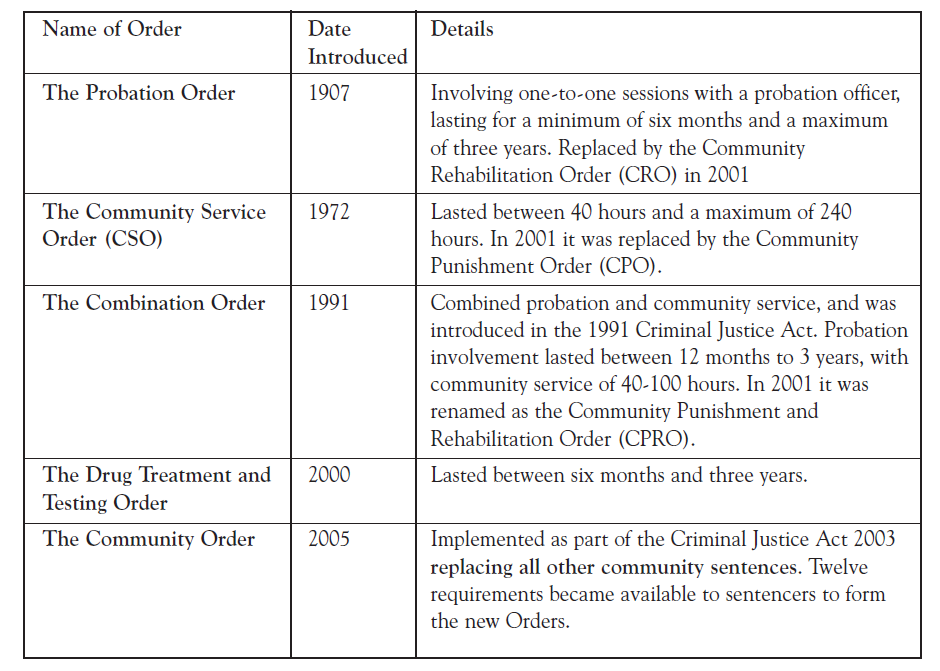 Name of Order
Date
Introduced
Details
The Probation Order
1907
Involving one-to-one sessions with a probation officer,
lasting for a minimum of six months and a maximum
of three years. Replaced by the Community
Rehabilitation Order (CRO) in 2001
The Community Service
Order (CSO)
1972
Lasted between 40 hours and a maximum of 240
hours. In 2001 it was replaced by the Community
Punishment Order (CPO).
The Combination Order
1991
Combined probation and community service, and was
introduced in the 1991 Criminal Justice Act. Probation
involvement lasted between 12 months to 3 years, with
community service of 40-100 hours. In 2001 it was
renamed as the Community Punishment and
Rehabilitation Order (CPRO).
The Drug Treatment and
Testing Order
2000
Lasted between six months and three years.
The Community Order
2005
Implemented as part of the Criminal Justice Act 2003
replacing all other community sentences. Twelve
requirements became available to sentencers to form
the new Orders.